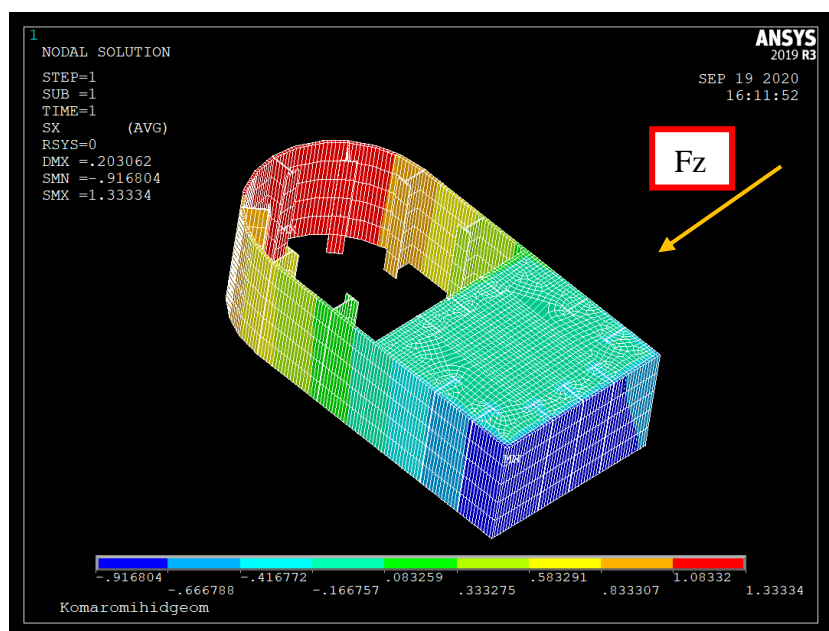 1
NODAL SOLUTION
STEP=1
SUB =1
TIME=1
SX (AVG)
RSYS=0
DMX =.203062
SMN =-.916804
SMX =1.33334
ANSYS
2019 R3
SEP 19 2020
16:11:52
Fz
MX
MN
-.916804
-.666788
-.416772
-.166757
.083259
.333275
.583291
.833307
1.08332
1.33334
Komaromihidgeom